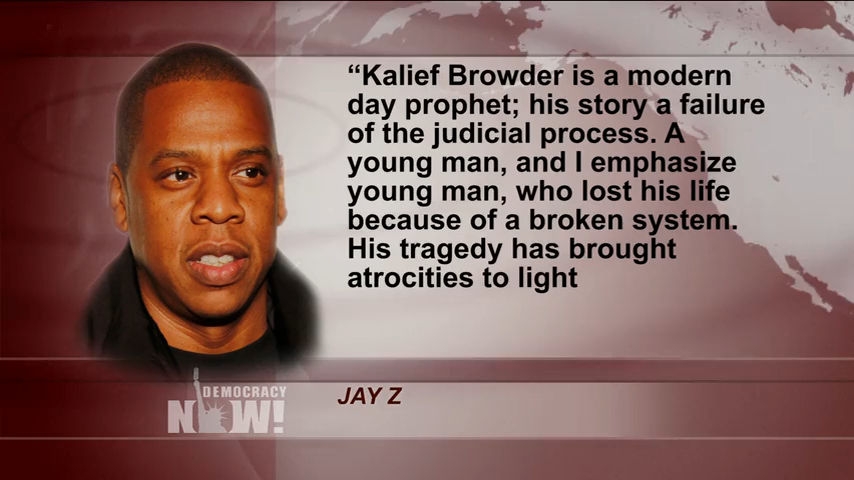 “Kalief Browder is a modern
day prophet; his story a failure
of the judicial process. A
young man, and I emphasize
young man, who lost his life
because of a broken system.
His tragedy has brought
atrocities to light
DEMOCRACY
NOW!
JAY Z